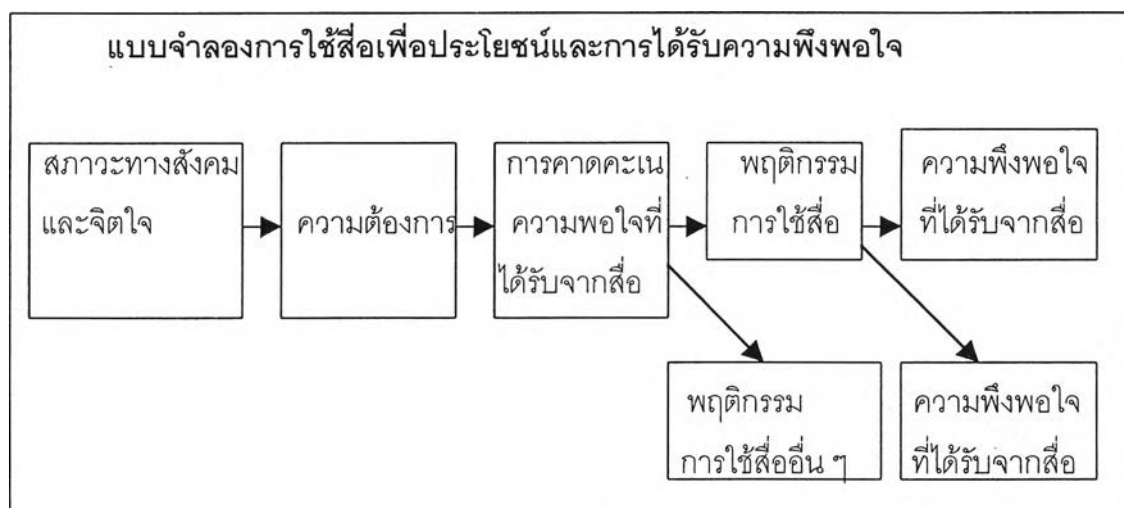 แบบจำลองการใช้สื่อเพื่อประโยชน์และการได้รับความพึงพอใจ
สภาวะทางสังคม
และจิตใจ
ความต้องการ
การคาดคะเน
ความพอใจที่
ได้รับจากสื่อ
พฤติกรรม
การใช้สื่อ
ความพึงพอใจ
ที่ได้รับจากสื่อ
พฤติกรรม
การใช้สื่ออื่น ๆ
ความพึงพอใจ
ที่ได้รับจากสื่อ